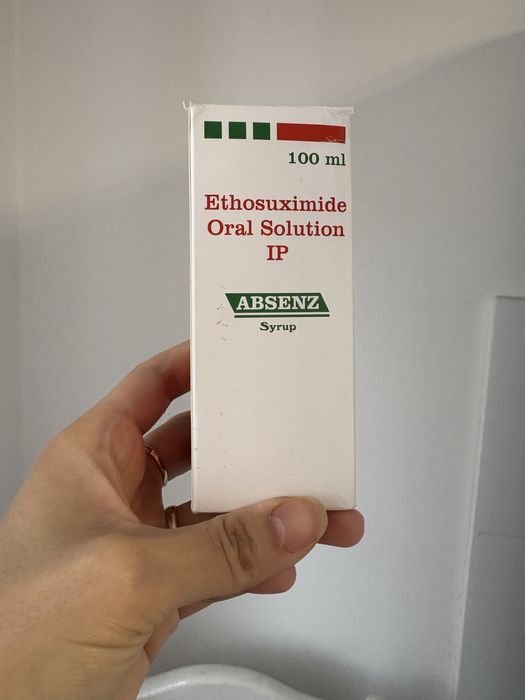 100 ml
Ethosuximide
Oral Solution
IP
ABSENZ
Syrup